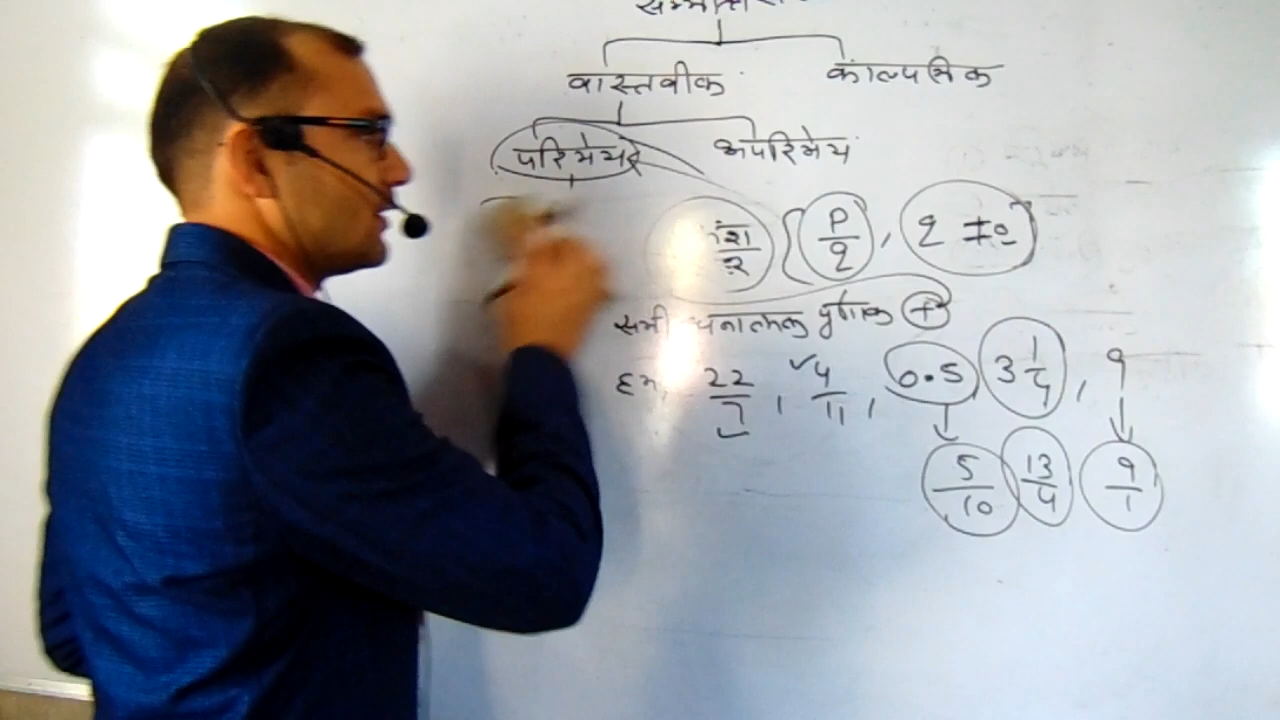 वास्तवीक काल्पनिक
परिमेय अपरिमेय
P/q , q ≠ 0
सभी धनात्मक पुर्णांक +
22/7 , 4/11 , 0.5 3 1/4 , 9
5/10 13/4 9/1